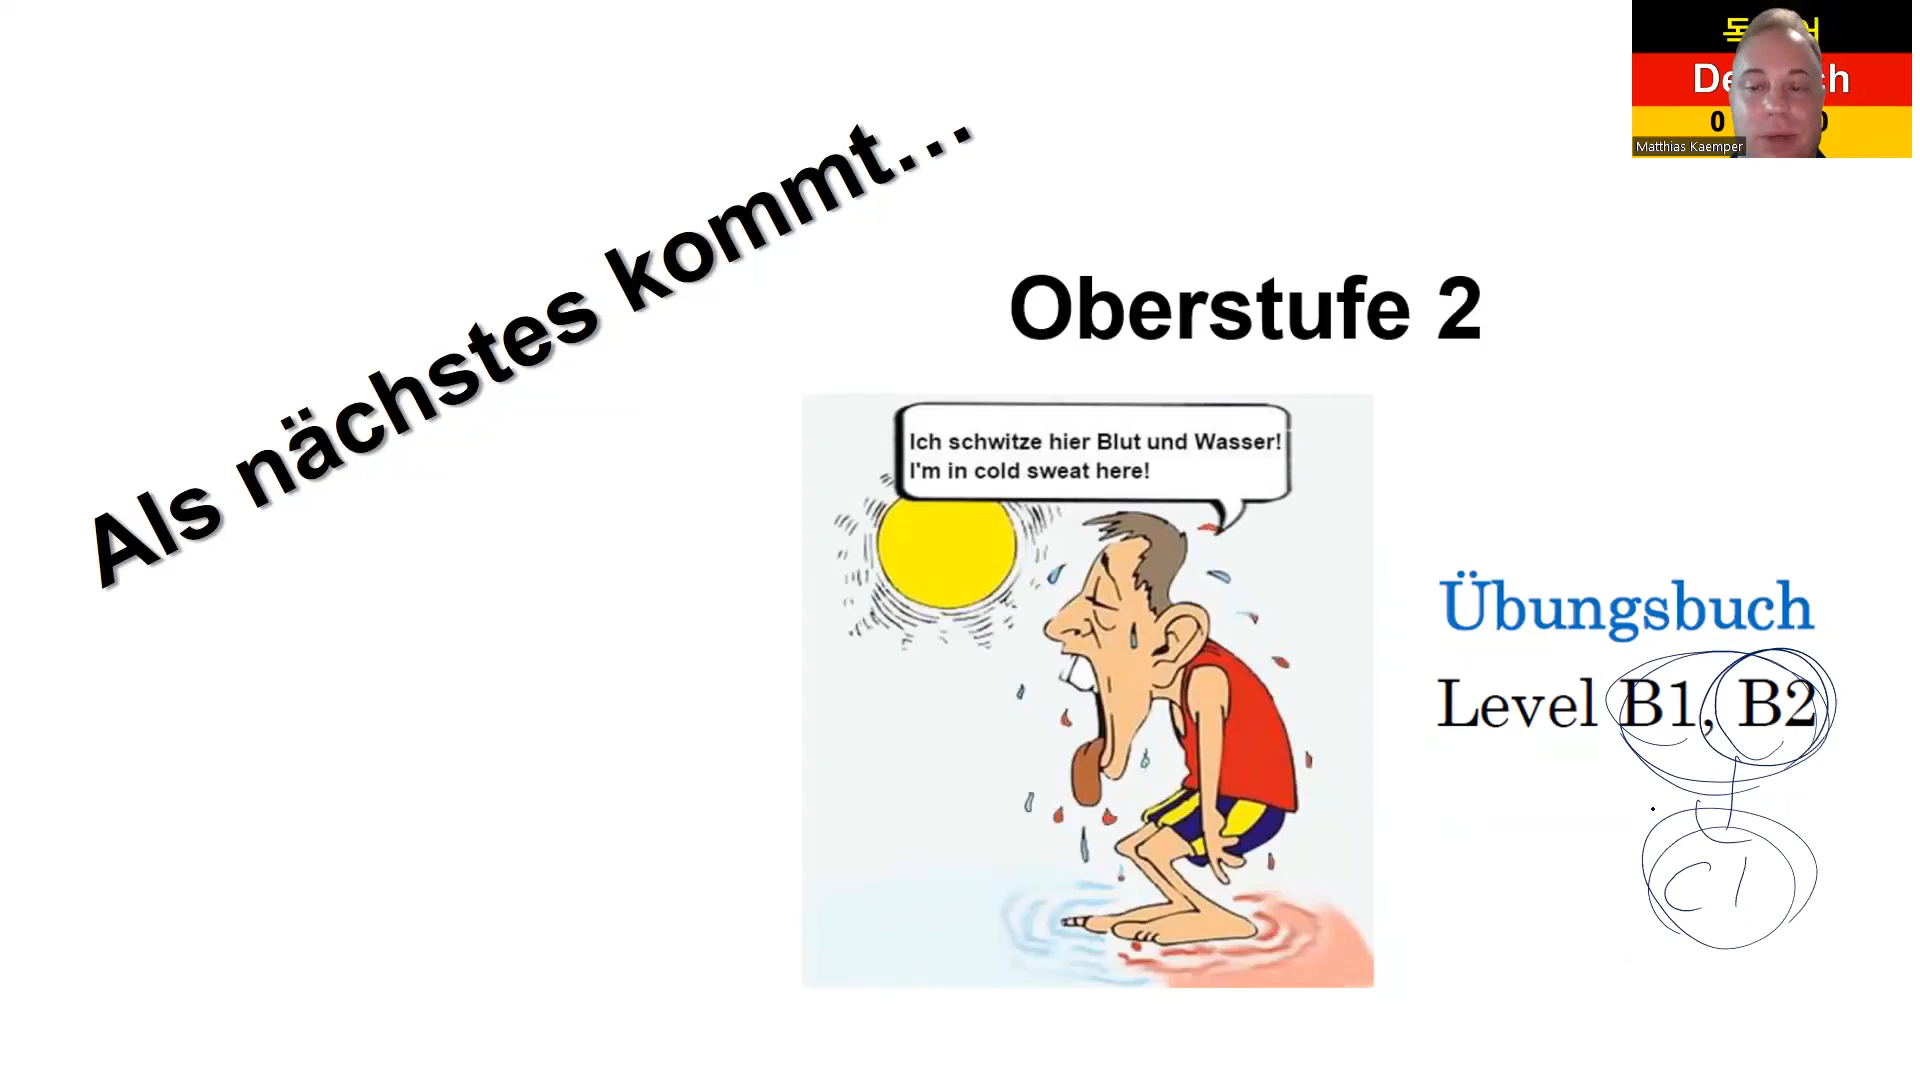 Als nächstes kommt...
Oberstufe 2
Ich schwitze hier Blut und Wasser!
I'm in cold sweat here!
Übungsbuch
Level B1, B2
C1
Matthias Kaemper